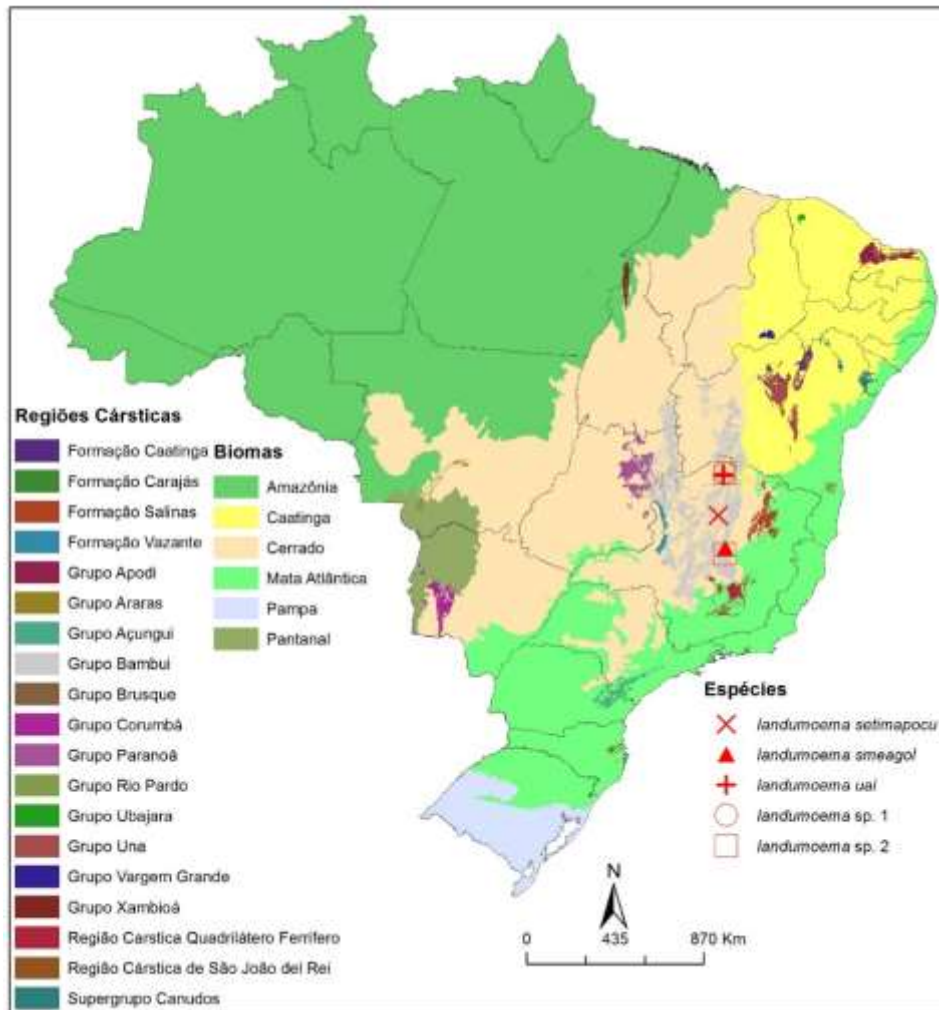 Regiões Cársticas
Formação Caatinga
Formação Carajás
Formação Salinas
Formação Vazante
Grupo Apodi
Grupo Araras
Grupo Açungui
Grupo Bambuí
Grupo Brusque
Grupo Corumbá
Grupo Paranoá
Grupo Rio Pardo
Grupo Ubajara
Grupo Una
Grupo Vargem Grande
Grupo Xambioá
Região Cárstica Quadrilátero Ferrífero
Região Cárstica de São João del Rei
Supergrupo Canudos
Biomas
Amazônia
Caatinga
Cerrado
Mata Atlântica
Pampa
Pantanal
Espécies
Iandumoema setimapocu
Iandumoema smeagol
Iandumoema uai
Iandumoema sp. 1
Iandumoema sp. 2
N
0 435 870 Km